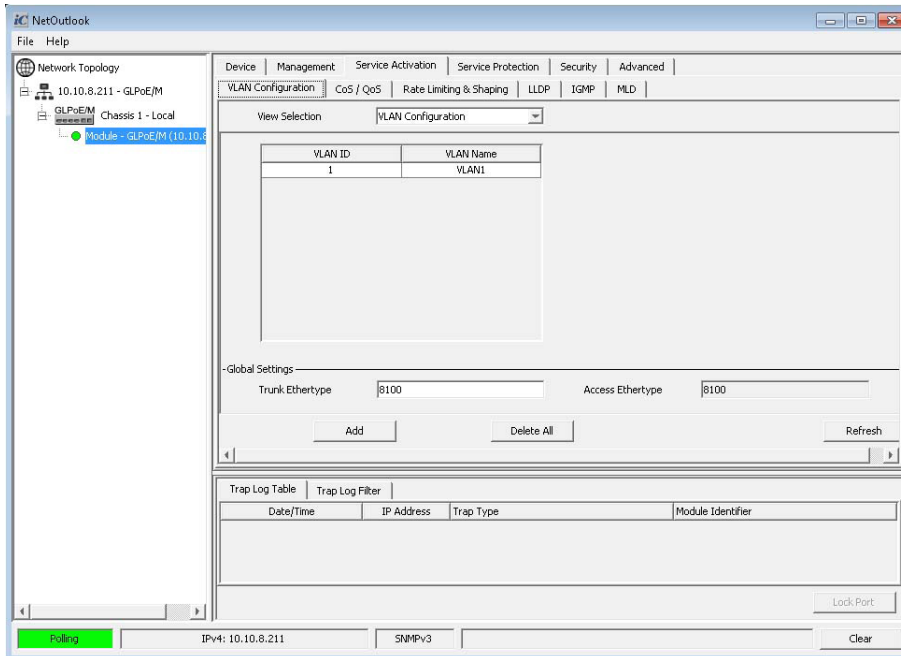 iC NetOutlook
File Help
Network Topology
10.10.8.211 - GLPoE/M
GLPoE/M Chassis 1 - Local
Module - GLPoE/M (10.10.8
Device Management Service Activation Service Protection Security Advanced
VLAN Configuration CoS / QoS Rate Limiting & Shaping LLDP IGMP MLD
View Selection VLAN Configuration
VLAN ID VLAN Name
1 VLAN1
Global Settings
Trunk Ethertype 8100 Access Ethertype 8100
Add Delete All Refresh
Trap Log Table Trap Log Filter
Date/Time IP Address Trap Type Module Identifier
Lock Port
Polling IPv4: 10.10.8.211 SNMPv3 Clear